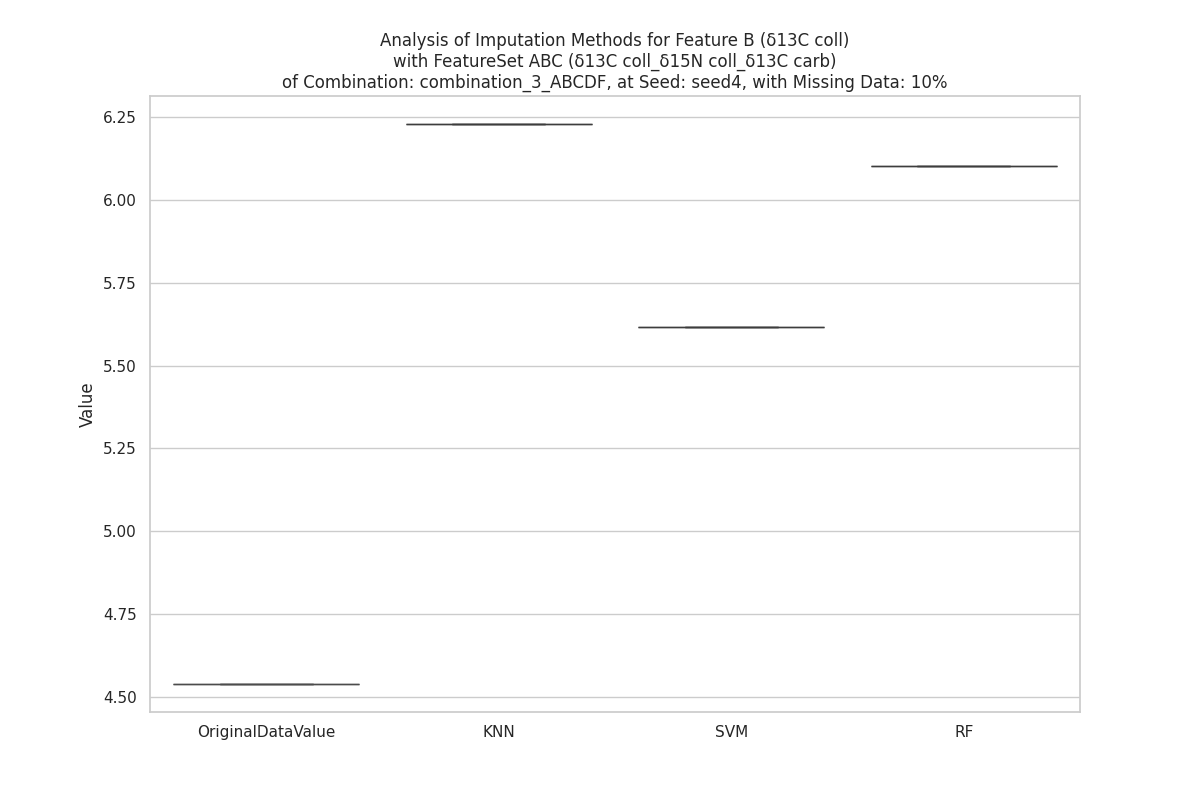 Analysis of Imputation Methods for Feature B (δ13C coll)
with FeatureSet ABC (δ13C coll_δ15N coll_δ13C carb)
of Combination: combination_3_ABCDF, at Seed: seed4, with Missing Data: 10%
6.25
6.00
5.75
5.50
5.25
5.00
4.75
4.50
Value
OriginalDataValue
KNN
SVM
RF